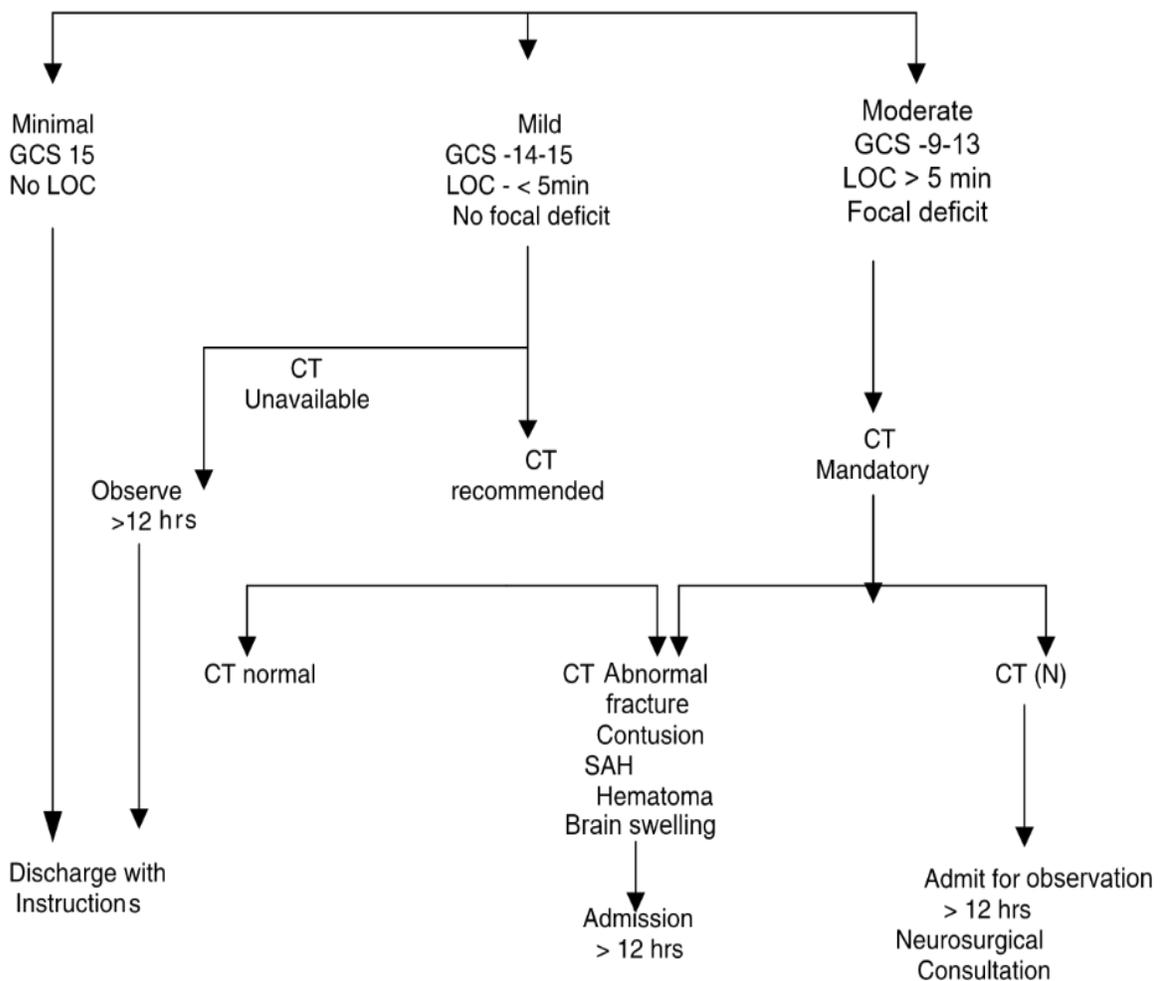 Minimal
GCS 15
No LOC
Mild
GCS -14-15
LOC - < 5min
No focal deficit
Moderate
GCS -9-13
LOC > 5 min
Focal deficit
CT
Unavailable
CT
recommended
CT
Mandatory
Observe
>12 hrs
CT normal
CT Abnormal
fracture
Contusion
SAH
Hematoma
Brain swelling
CT (N)
Discharge with
Instructions
Admission
> 12 hrs
Admit for observation
> 12 hrs
Neurosurgical
Consultation